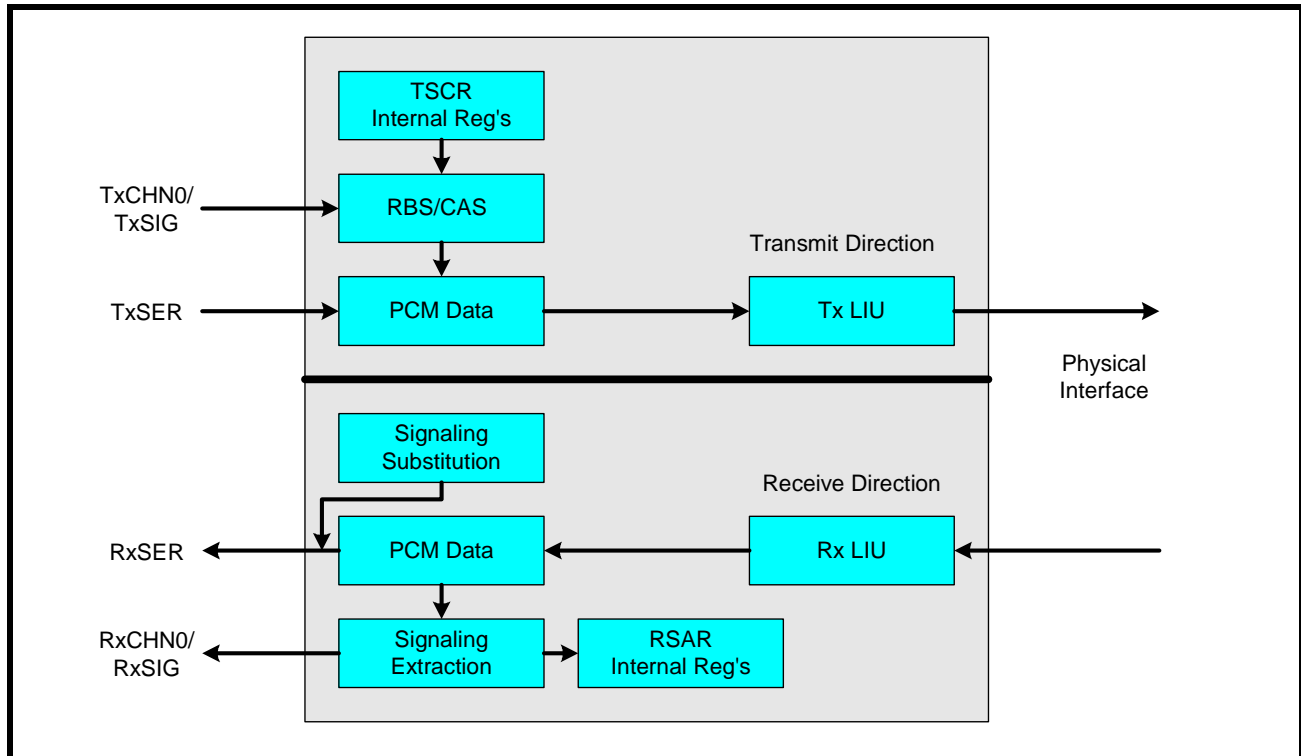 TSCR
Internal Reg's
TxCHN0/
TxSIG
RBS/CAS
Transmit Direction
TxSER
PCM Data
Tx LIU
Physical
Interface
Signaling
Substitution
Receive Direction
RxSER
PCM Data
Rx LIU
RxCHN0/
RxSIG
Signaling
Extraction
RSAR
Internal Reg's